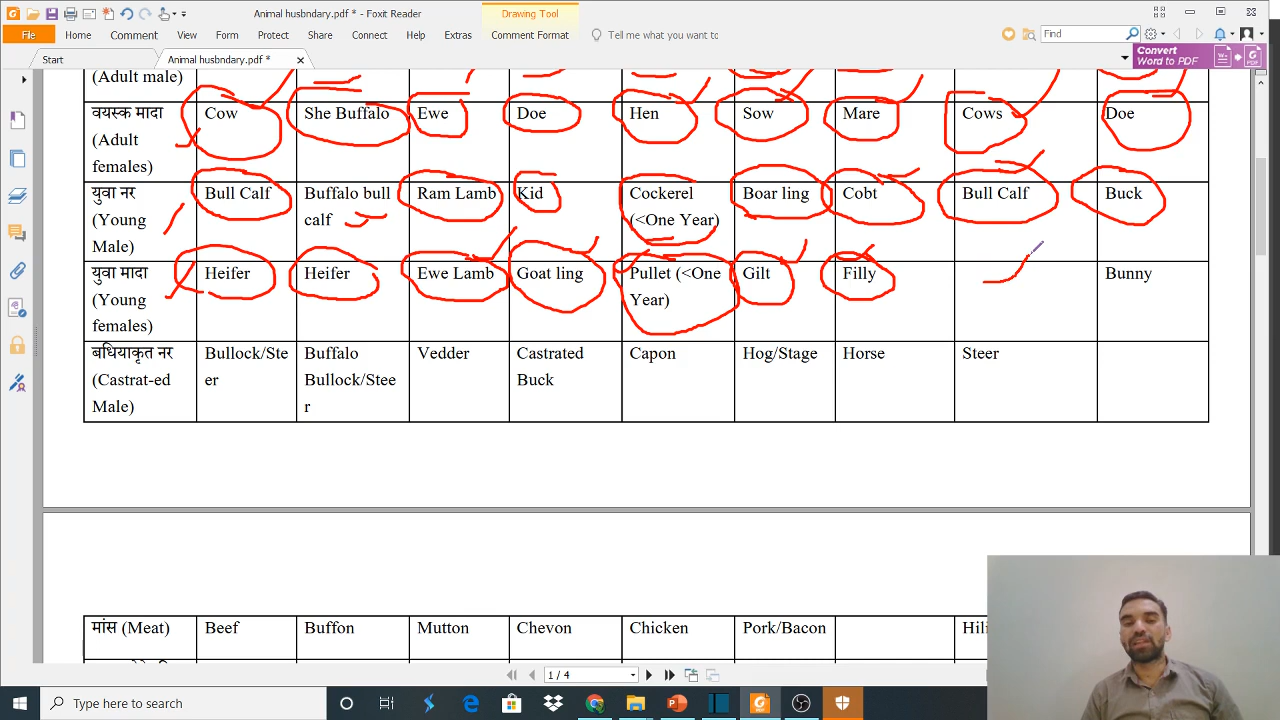 Animal husbndary.pdf * - Foxit Reader
Drawing Tool
File Home Comment View Form Protect Share Connect Help Extras Comment Format Tell me what you want to Find
Start Animal husbndary.pdf *
Convert
Word to PDF
(Adult male)
वयस्क मादा Cow She Buffalo Ewe Doe Hen Sow Mare Cows Doe
(Adult
females)
युवा नर Bull Calf Buffalo bull Ram Lamb Kid Cockerel Boar ling Cobt Bull Calf Buck
(Young calf (<One Year)
Male)
युवा मादा Heifer Heifer Ewe Lamb Goat ling Pullet (<One Gilt Filly Bunny
(Young Year)
females)
बधियाकृत नर Bullock/Ste Buffalo Vedder Castrated Capon Hog/Stage Horse Steer
(Castrat-ed er Bullock/Stee Buck
Male) r
मांस (Meat) Beef Buffon Mutton Chevon Chicken Pork/Bacon
1 / 4
Type here to search